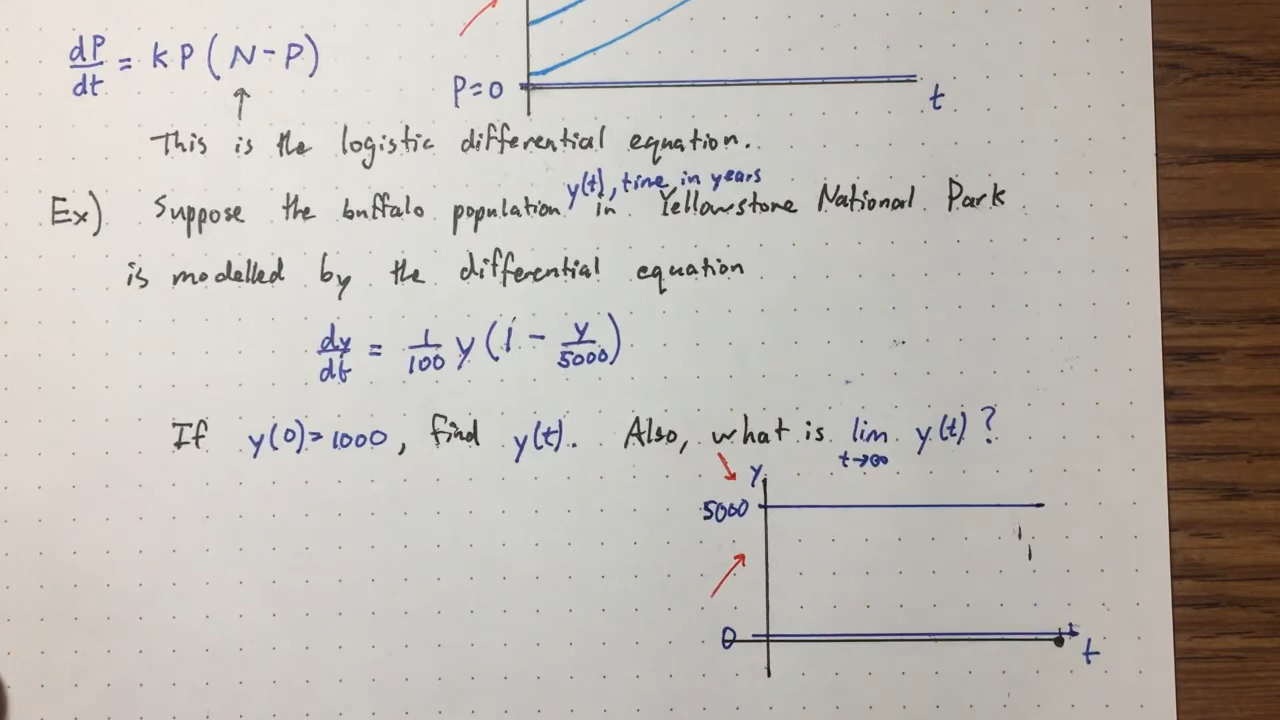 dP/dt = k P (N - P)
P=0
t
This is the logistic differential equation.
y(t), time in years
Ex) Suppose the buffalo population in Yellowstone National Park
is modelled by the differential equation
dy/dt = 1/100 y (1 - y/5000)
If y(0)=1000, find y(t). Also, what is lim t→∞ y(t)?
y
5000
0
t